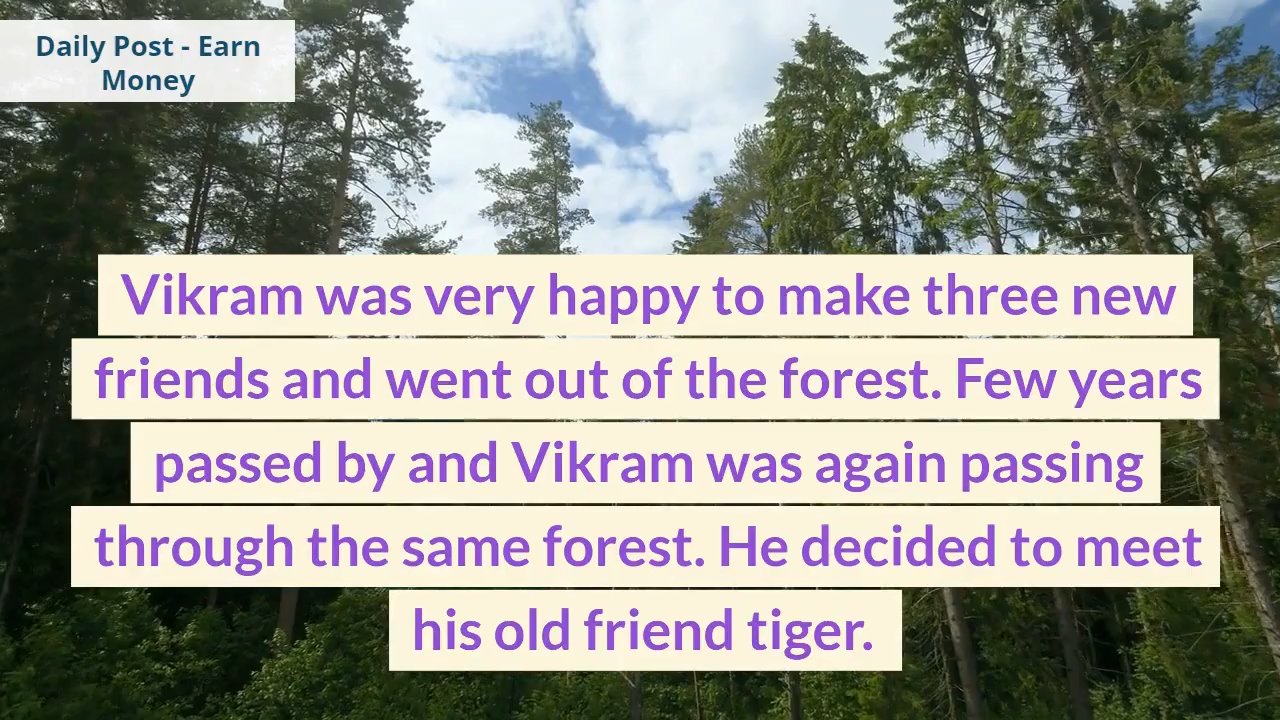 Daily Post - Earn
Money
Vikram was very happy to make three new
friends and went out of the forest. Few years
passed by and Vikram was again passing
through the same forest. He decided to meet
his old friend tiger.